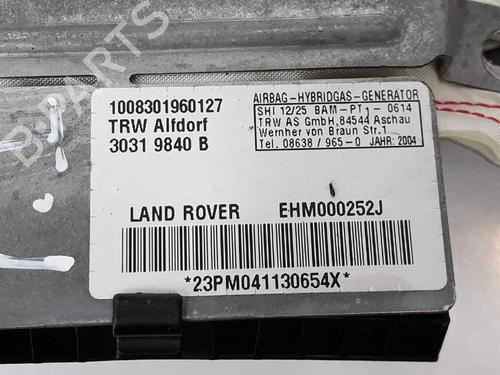 B-PARTS
1008301960127
TRW Alfdorf
3031 9840 B
AIRBAG-HYBRIDGAS-GENERATOR
SHI 12/25 BAM-PT1-0614
TRW AS GmbH,84544 Aschau
Wernher von Braun Str.1
Tel. 08638/965-0 JAHR:2004
LAND ROVER EHM000252J
*23PM041130654X*